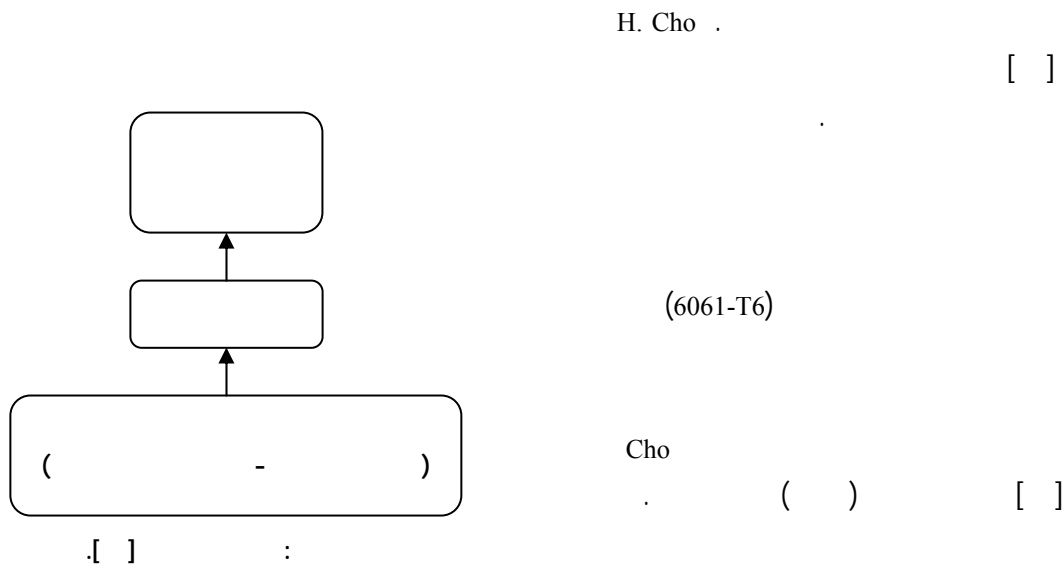 H. Cho .
[ ]
.
(6061-T6)
Cho
. ( ) [ ]
( - )
.[ ] :